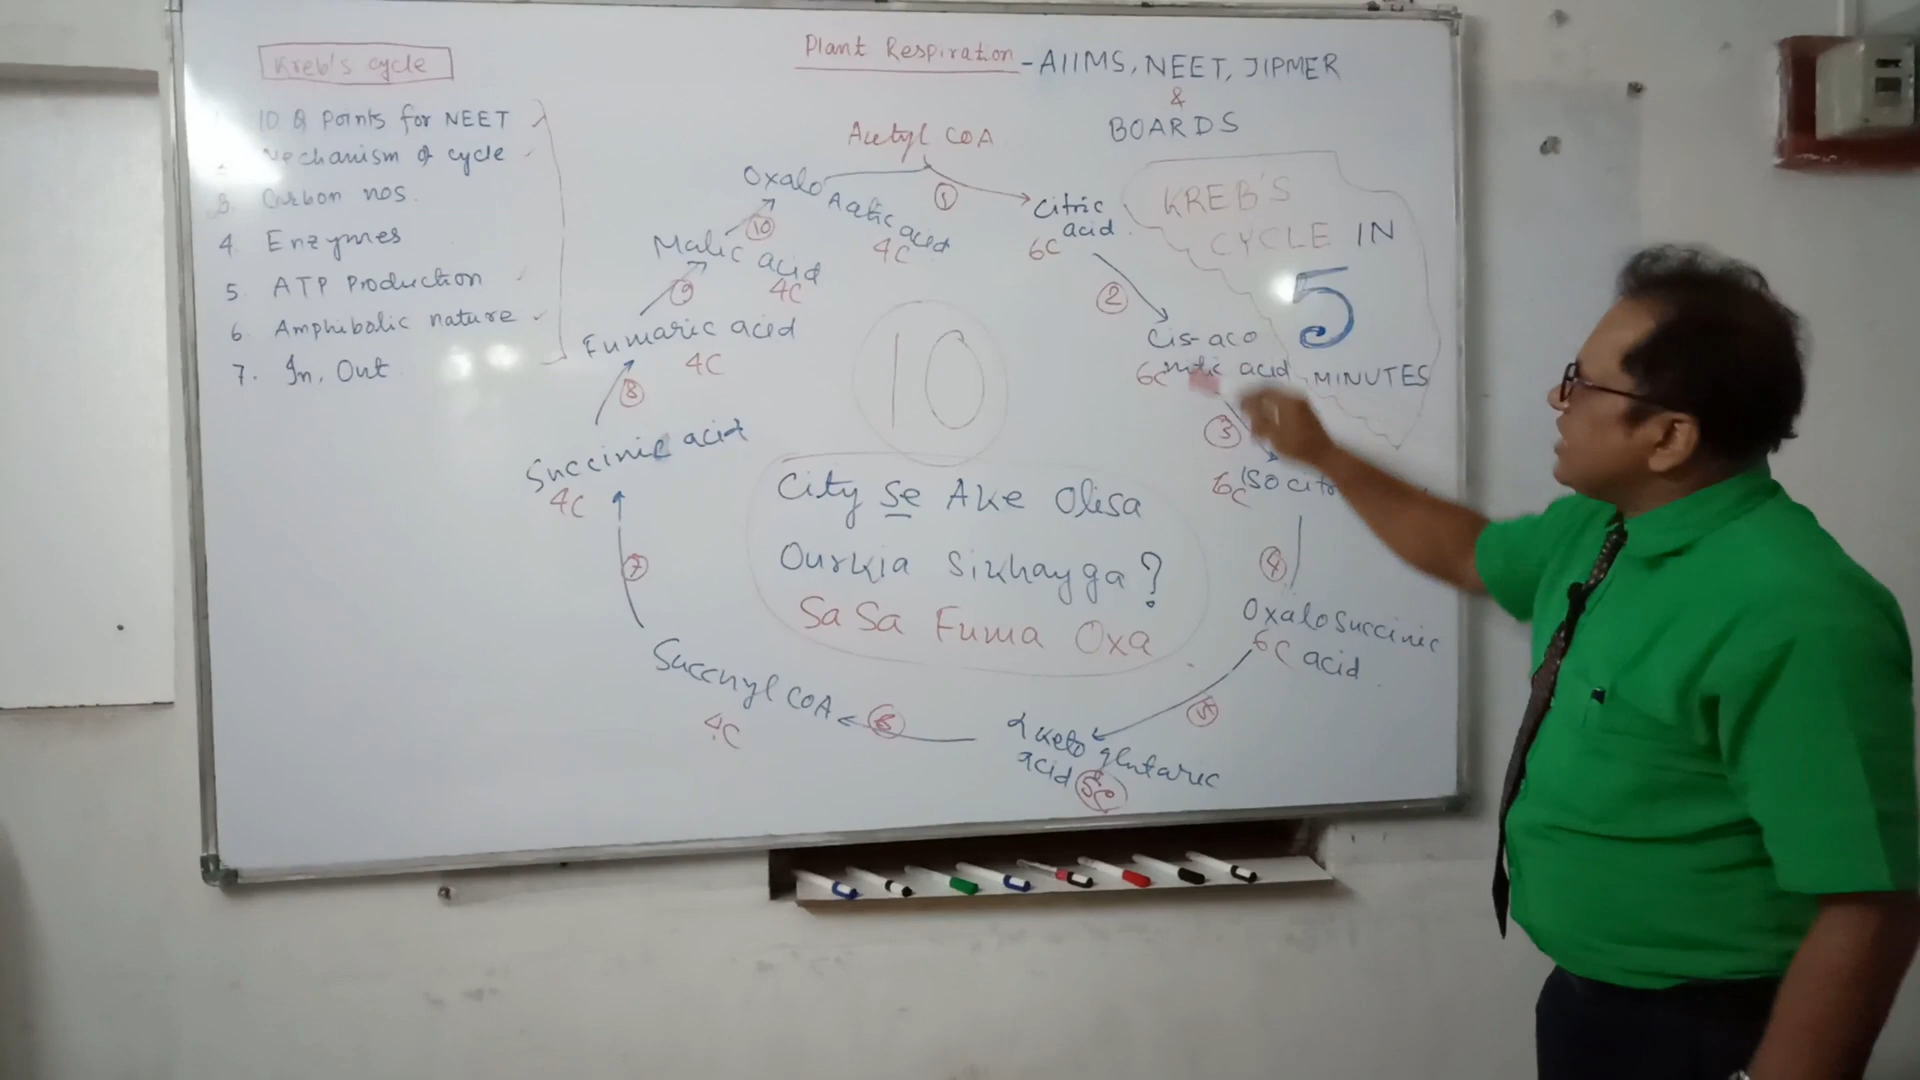 Kreb's cycle
10 Q Points for NEET
Mechanism of cycle
3. Carbon nos.
4 Enzymes
5. ATP Production
6. Amphibolic nature
7. In, Out
Plant Respiration - AIIMS, NEET, JIPMER
&
BOARDS
KREB'S
CYCLE IN
5
MINUTES
Acetyl COA
1
Citric
acid
6C
2
Cis-aco
nitic acid
6C
3
Iso citr
6C
4
Oxalosuccinic
acid
6C
5
α keto glutaric
acid 5C
6
Succinyl COA
4C
7
Succinic acid
4C
8
Fumaric acid
4C
9
Malic acid
4C
10
Oxalo
Acetic acid
4C
10
City se Ake Olisa
Ourkia Sikhayga?
Sa Sa Fuma Oxa